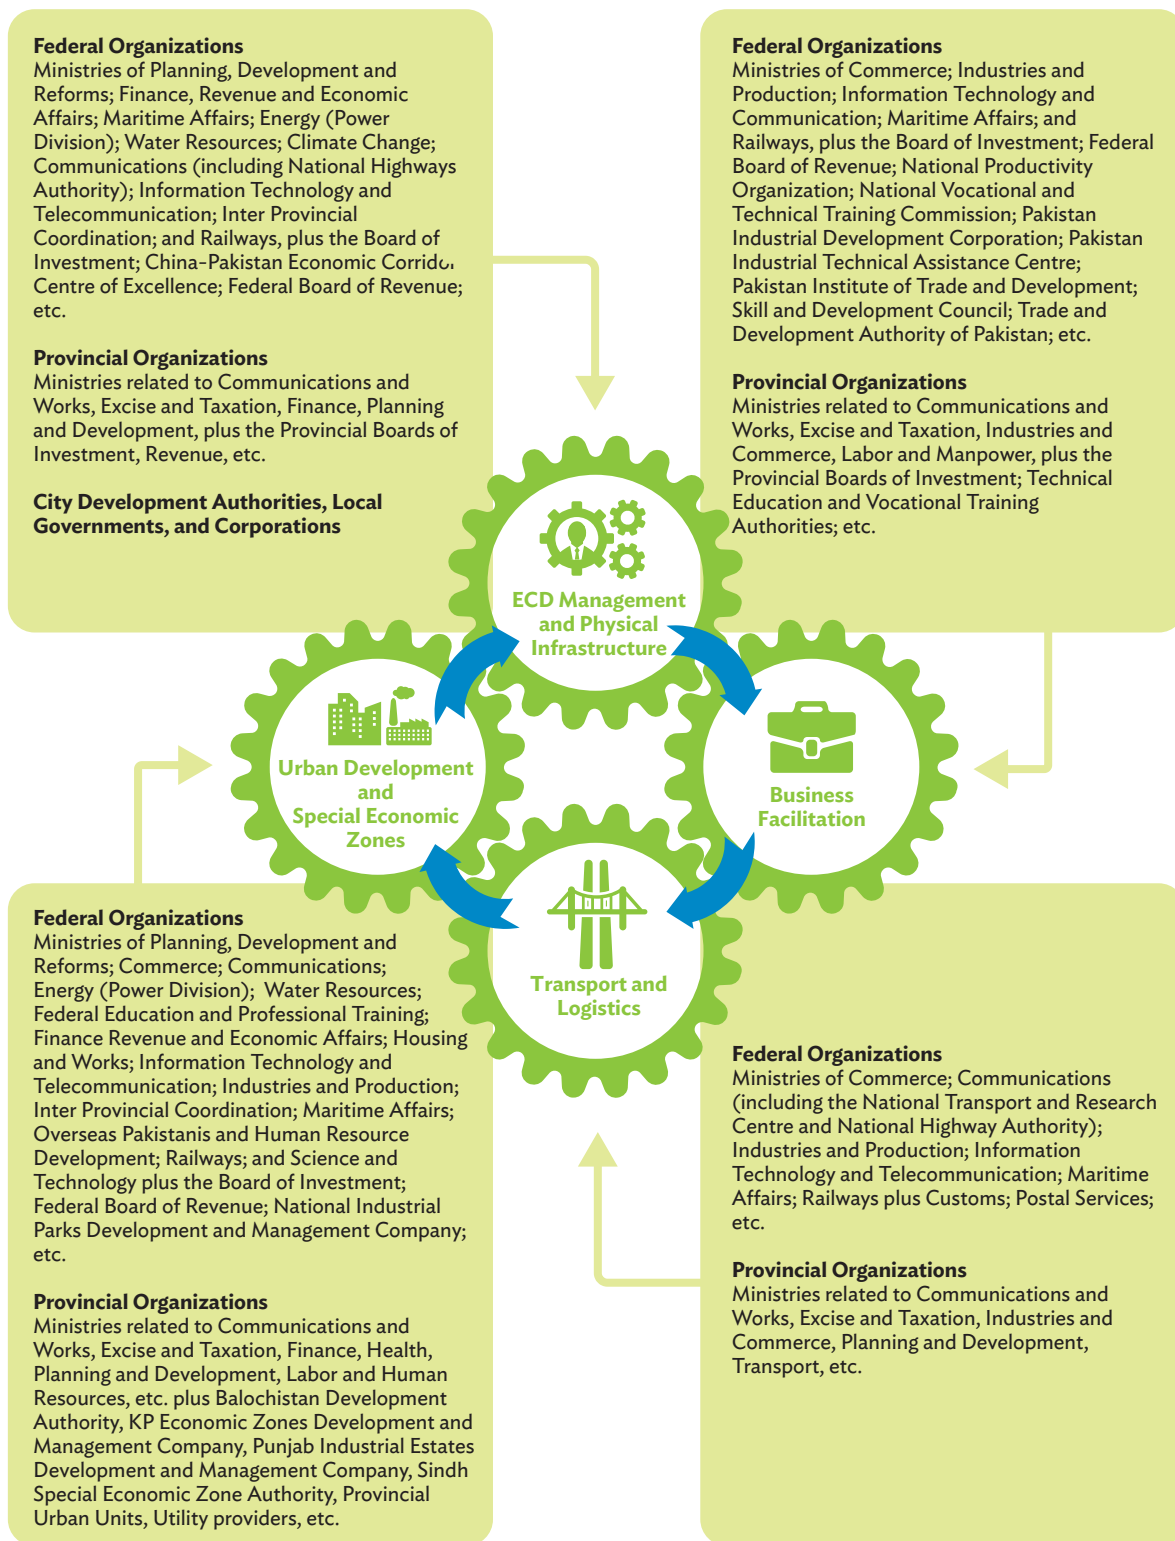 Federal Organizations
Ministries of Planning, Development and
Reforms; Finance, Revenue and Economic
Affairs; Maritime Affairs; Energy (Power
Division); Water Resources; Climate Change;
Communications (including National Highways
Authority); Information Technology and
Telecommunication; Inter Provincial
Coordination; and Railways, plus the Board of
Investment; China-Pakistan Economic Corridor
Centre of Excellence; Federal Board of Revenue;
etc.
Provincial Organizations
Ministries related to Communications and
Works, Excise and Taxation, Finance, Planning
and Development, plus the Provincial Boards of
Investment, Revenue, etc.
City Development Authorities, Local
Governments, and Corporations
Federal Organizations
Ministries of Commerce; Industries and
Production; Information Technology and
Communication; Maritime Affairs; and
Railways, plus the Board of Investment; Federal
Board of Revenue; National Productivity
Organization; National Vocational and
Technical Training Commission; Pakistan
Industrial Development Corporation; Pakistan
Industrial Technical Assistance Centre;
Pakistan Institute of Trade and Development;
Skill and Development Council; Trade and
Development Authority of Pakistan; etc.
Provincial Organizations
Ministries related to Communications and
Works, Excise and Taxation, Industries and
Commerce, Labor and Manpower, plus the
Provincial Boards of Investment; Technical
Education and Vocational Training
Authorities; etc.
ECD Management
and Physical
Infrastructure
Urban Development
and
Special Economic
Zones
Business
Facilitation
Transport and
Logistics
Federal Organizations
Ministries of Planning, Development and
Reforms; Commerce; Communications;
Energy (Power Division); Water Resources;
Federal Education and Professional Training;
Finance Revenue and Economic Affairs; Housing
and Works; Information Technology and
Telecommunication; Industries and Production;
Inter Provincial Coordination; Maritime Affairs;
Overseas Pakistanis and Human Resource
Development; Railways; and Science and
Technology plus the Board of Investment;
Federal Board of Revenue; National Industrial
Parks Development and Management Company;
etc.
Provincial Organizations
Ministries related to Communications and
Works, Excise and Taxation, Finance, Health,
Planning and Development, Labor and Human
Resources, etc. plus Balochistan Development
Authority, KP Economic Zones Development and
Management Company, Punjab Industrial Estates
Development and Management Company, Sindh
Special Economic Zone Authority, Provincial
Urban Units, Utility providers, etc.
Federal Organizations
Ministries of Commerce; Communications
(including the National Transport and Research
Centre and National Highway Authority);
Industries and Production; Information
Technology and Telecommunication; Maritime
Affairs; Railways plus Customs; Postal Services;
etc.
Provincial Organizations
Ministries related to Communications and
Works, Excise and Taxation, Industries and
Commerce, Planning and Development,
Transport, etc.